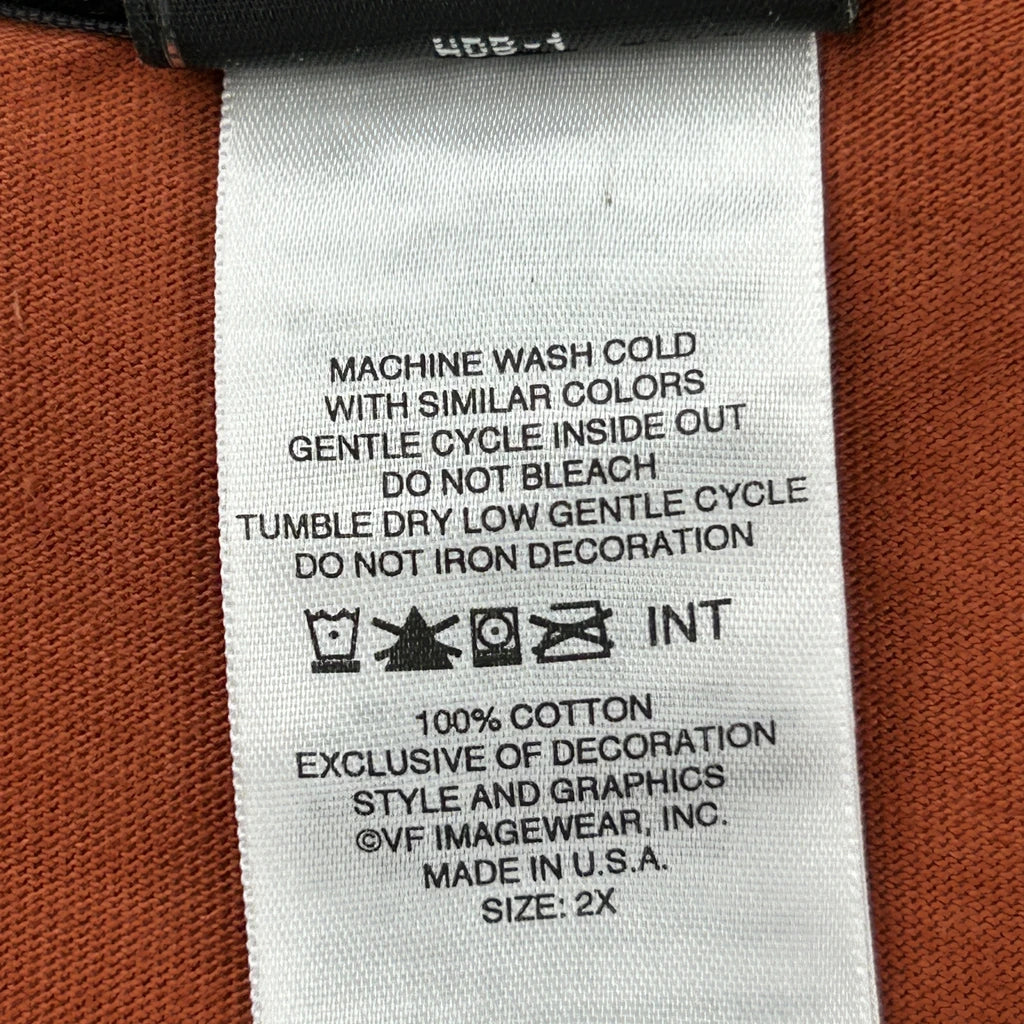 MACHINE WASH COLD
WITH SIMILAR COLORS
GENTLE CYCLE INSIDE OUT
DO NOT BLEACH
TUMBLE DRY LOW GENTLE CYCLE
DO NOT IRON DECORATION
INT
100% COTTON
EXCLUSIVE OF DECORATION
STYLE AND GRAPHICS
©VF IMAGEWEAR, INC.
MADE IN U.S.A.
SIZE: 2X